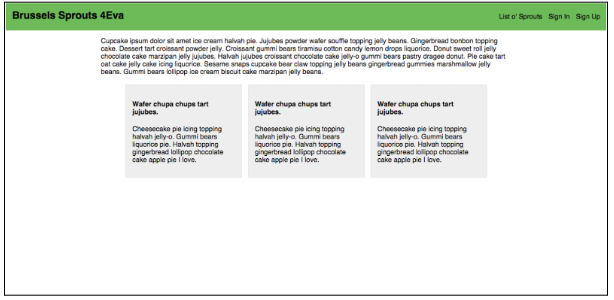 Brussels Sprouts 4Eva
List o' Sprouts Sign In Sign Up
Cupcake ipsum dolor sit amet ice cream halvah pie. Jujubes powder wafer souffle topping jelly beans. Gingerbread bonbon topping
cake. Dessert tart croissant powder jelly. Croissant gummi bears tiramisu cotton candy lemon drops liquorice. Donut sweet roll jelly
chocolate cake marzipan jelly jujubes. Halvah jujubes croissant chocolate cake jelly-o gummi bears pastry dragee donut. Pie cake tart
oat cake jelly cake icing liquorice. Sesame snaps cupcake bear claw topping jelly beans gingerbread gummies marshmallow jelly
beans. Gummi bears lollipop ice cream biscuit cake marzipan jelly beans.
Wafer chupa chups tart
jujubes.
Cheesecake pie icing topping
halvah jelly-o. Gummi bears
liquorice pie. Halvah topping
gingerbread lollipop chocolate
cake apple pie I love.
Wafer chupa chups tart
jujubes.
Cheesecake pie icing topping
halvah jelly-o. Gummi bears
liquorice pie. Halvah topping
gingerbread lollipop chocolate
cake apple pie I love.
Wafer chupa chups tart
jujubes.
Cheesecake pie icing topping
halvah jelly-o. Gummi bears
liquorice pie. Halvah topping
gingerbread lollipop chocolate
cake apple pie I love.